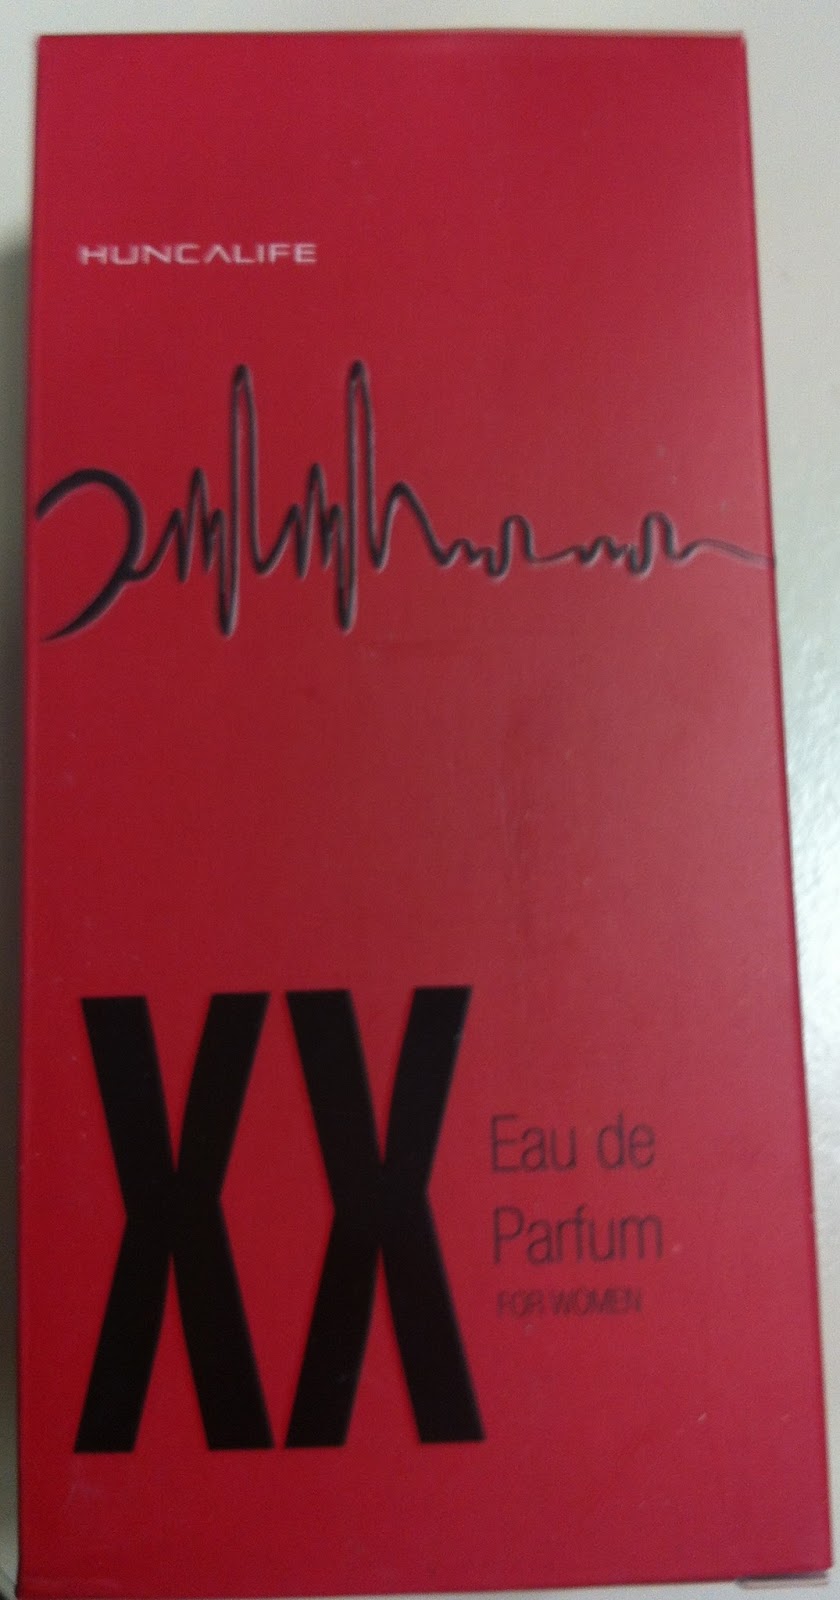 HUNCALIFE
XX
Eau de
Parfum
FOR WOMEN